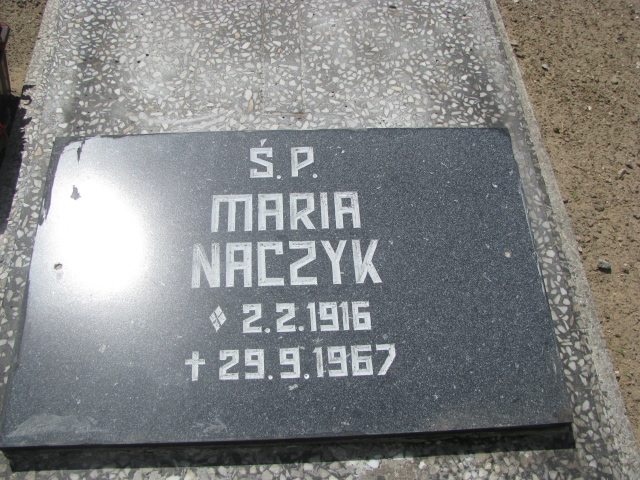 Ś.P.
MARIA
NACZYK
2.2.1916
✝ 29.9.1967